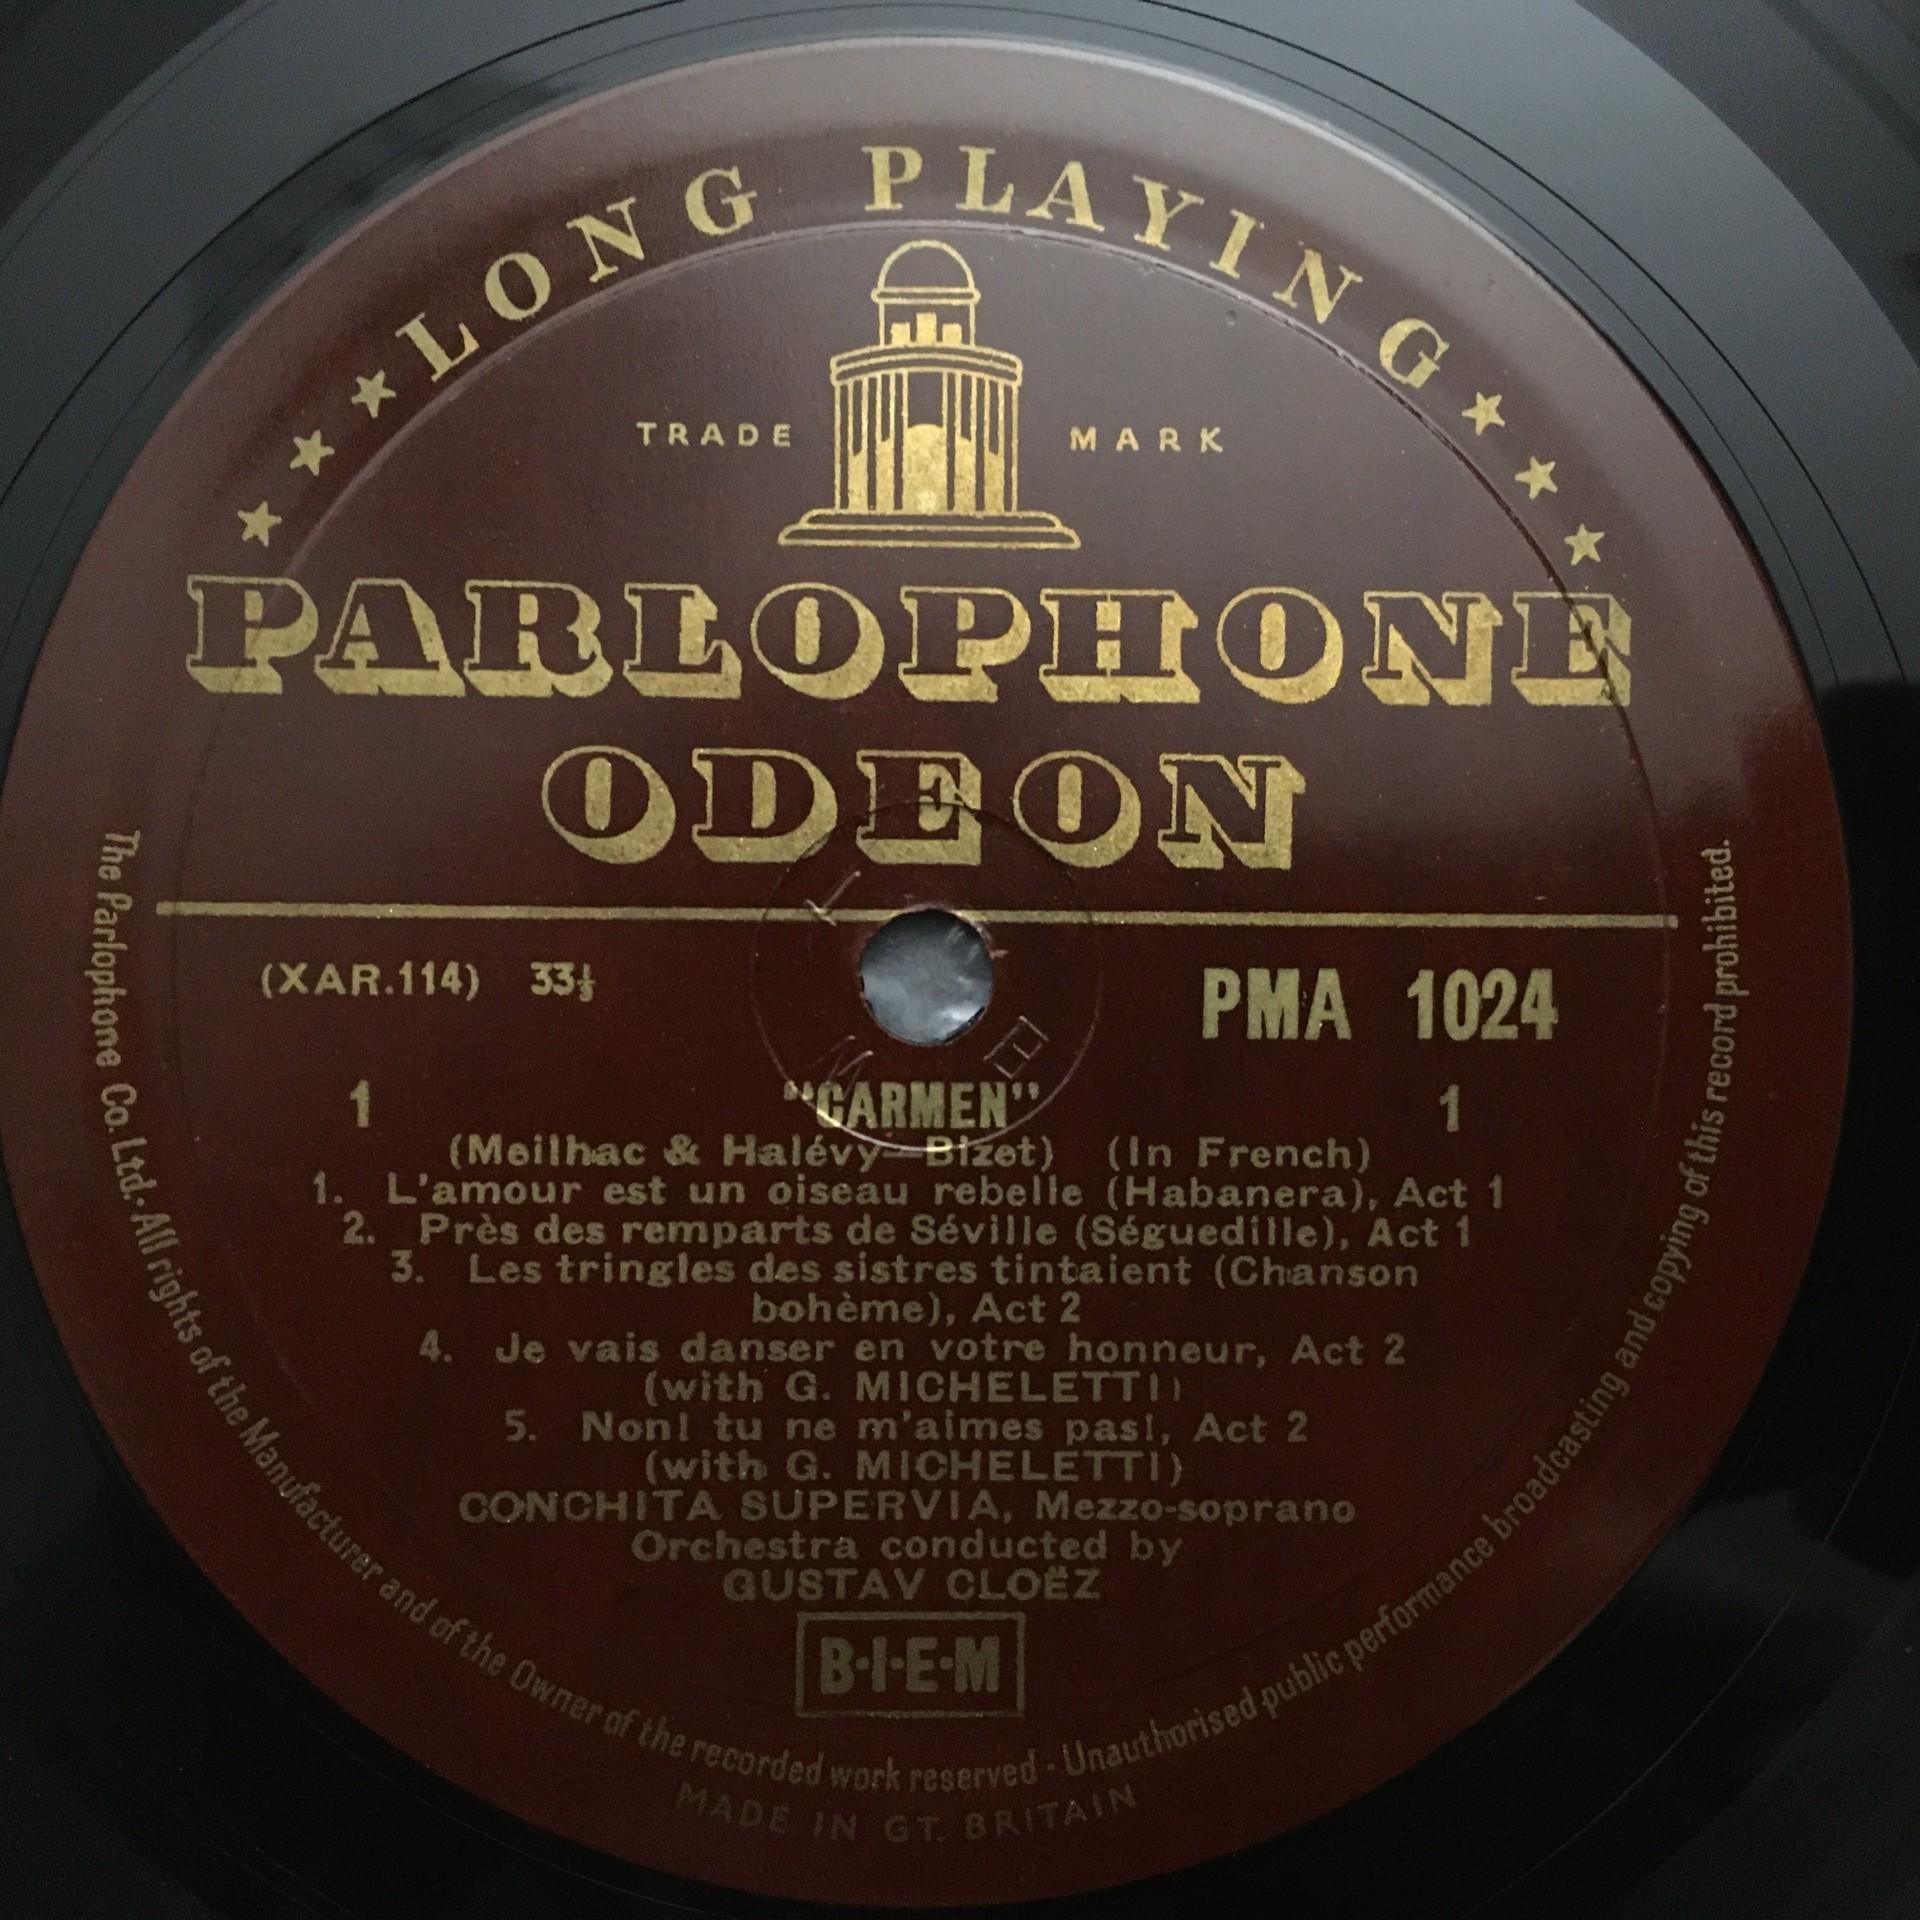 LONG PLAYING
TRADE MARK
PARLOPHONE
ODEON
(XAR.114) 33⅓
PMA 1024
1 "CARMEN" 1
(Meilhac & Halévy—Bizet) (In French)
1. L'amour est un oiseau rebelle (Habanera), Act 1
2. Près des remparts de Séville (Séguedille), Act 1
3. Les tringles des sistres tintaient (Chanson
bohème), Act 2
4. Je vais danser en votre honneur, Act 2
(with G. MICHELETTI)
5. Non! tu ne m'aimes pas!, Act 2
(with G. MICHELETTI)
CONCHITA SUPERVIA, Mezzo-soprano
Orchestra conducted by
GUSTAV CLOËZ
B·I·E·M
The Parlophone Co. Ltd. · All rights of the Manufacturer and of the Owner of the recorded work reserved · Unauthorised public performance broadcasting and copying of this record prohibited.
MADE IN GT. BRITAIN